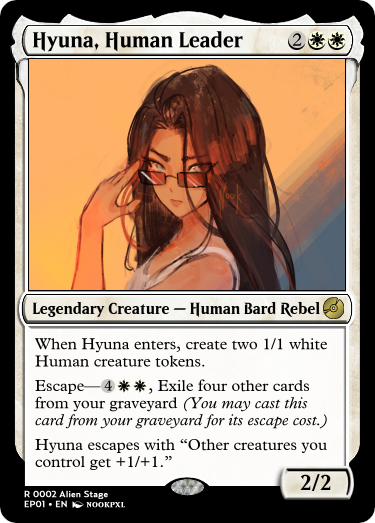 Hyuna, Human Leader 2
Nook
Legendary Creature — Human Bard Rebel
When Hyuna enters, create two 1/1 white
Human creature tokens.
Escape—4, Exile four other cards
from your graveyard (You may cast this
card from your graveyard for its escape cost.)
Hyuna escapes with “Other creatures you
control get +1/+1.”
2/2
R 0002 Alien Stage
EP01 • EN NOOKPXL